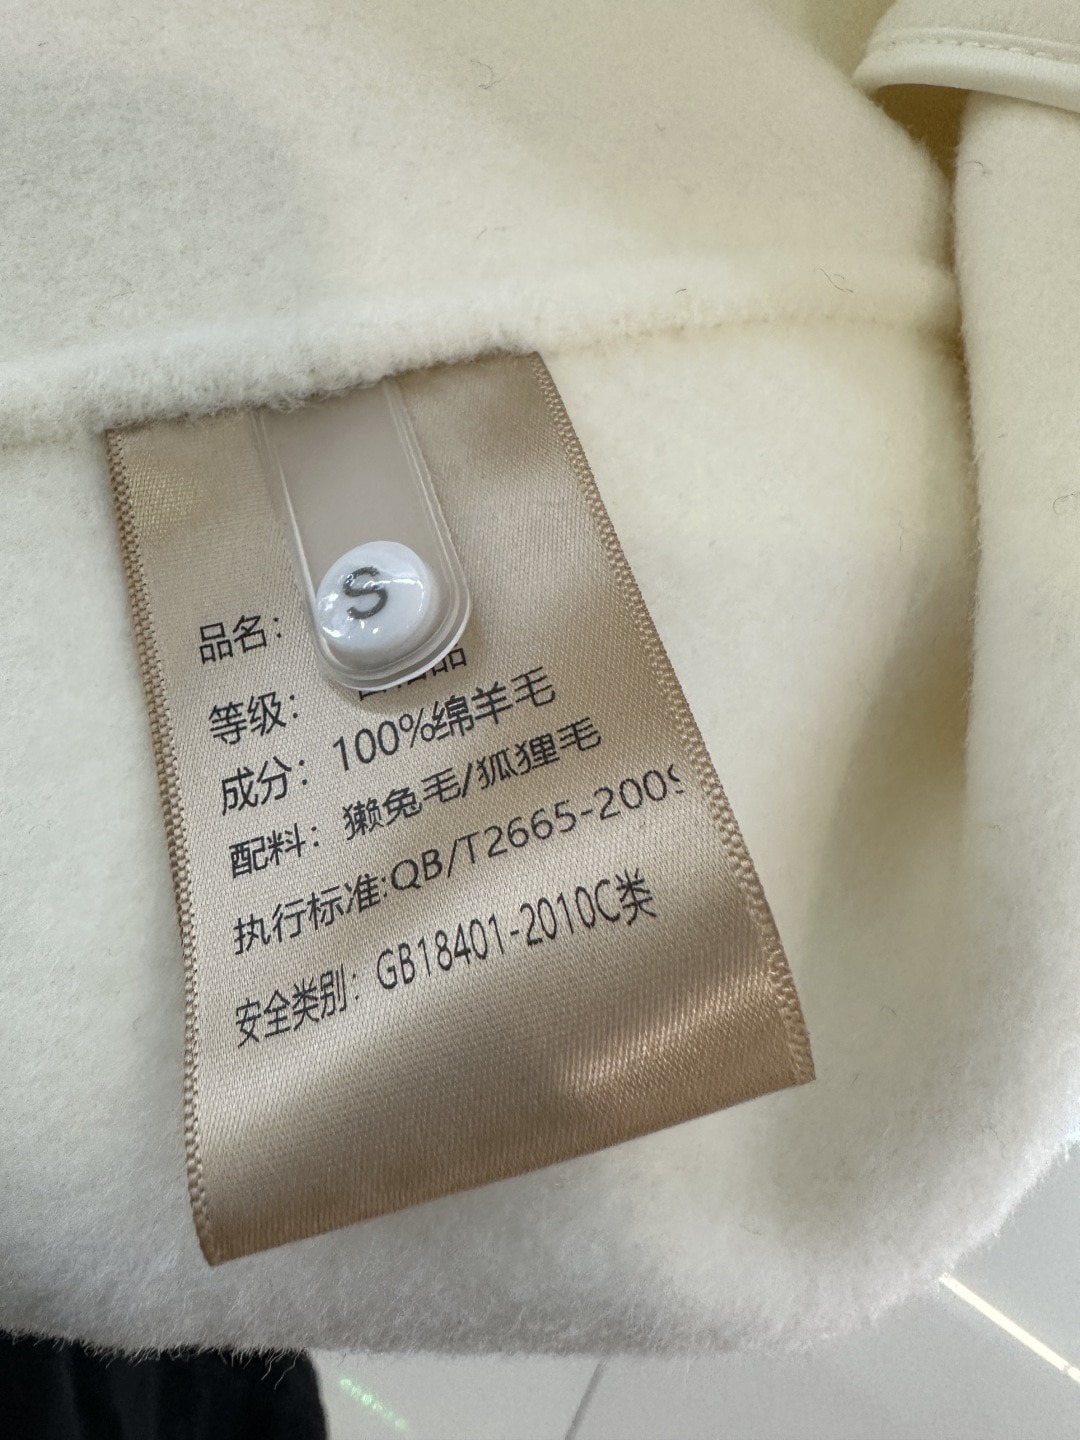 S
品名：
等级： 品
成分：100%绵羊毛
配料：獭兔毛/狐狸毛
执行标准:QB/T2665-200
安全类别：GB18401-2010C类